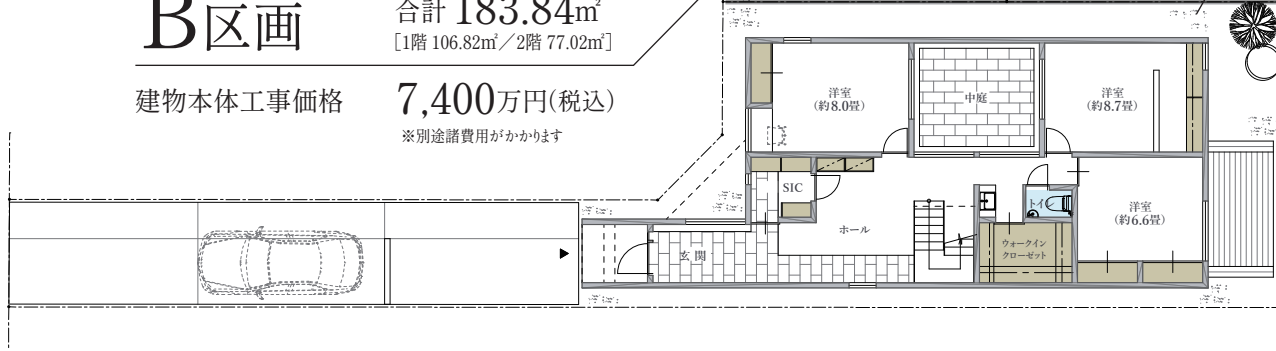 B区画
合計 183.84㎡
[1階 106.82㎡／2階 77.02㎡]
建物本体工事価格 7,400万円(税込)
※別途諸費用がかかります
洋室
(約8.0畳)
中庭
洋室
(約8.7畳)
SIC
トイレ
洋室
(約6.6畳)
ホール
ウォークイン
クローゼット
玄関